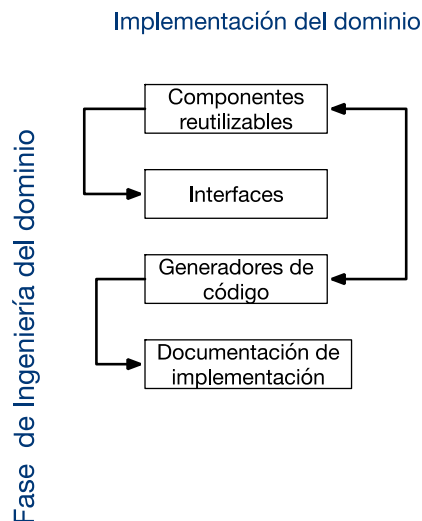 Implementación del dominio
Componentes
reutilizables
Interfaces
Generadores de
código
Documentación de
implementación
Fase de Ingeniería del dominio